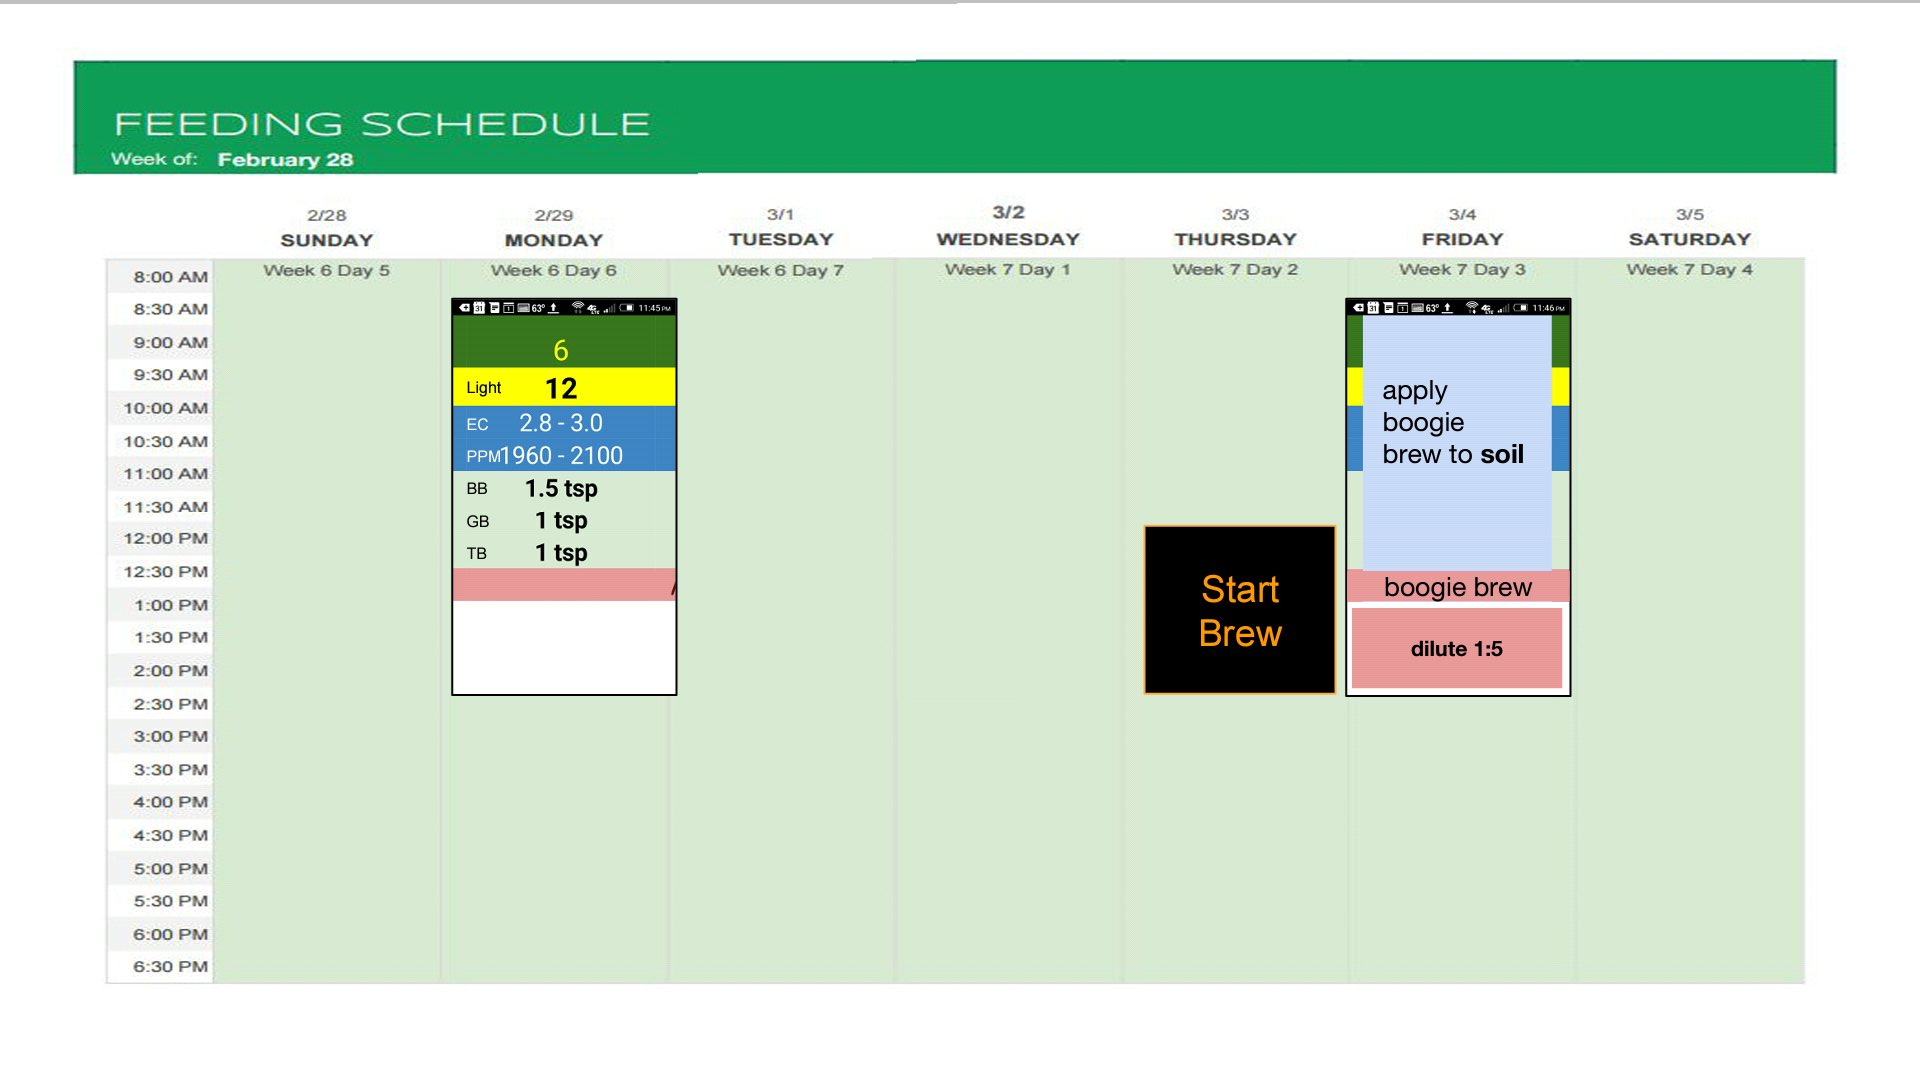 FEEDING SCHEDULE
Week of: February 28
2/28 2/29 3/1 3/2 3/3 3/4 3/5
SUNDAY MONDAY TUESDAY WEDNESDAY THURSDAY FRIDAY SATURDAY
Week 6 Day 5 Week 6 Day 6 Week 6 Day 7 Week 7 Day 1 Week 7 Day 2 Week 7 Day 3 Week 7 Day 4
8:00 AM
8:30 AM
9:00 AM
9:30 AM
10:00 AM
10:30 AM
11:00 AM
11:30 AM
12:00 PM
12:30 PM
1:00 PM
1:30 PM
2:00 PM
2:30 PM
3:00 PM
3:30 PM
4:00 PM
4:30 PM
5:00 PM
5:30 PM
6:00 PM
6:30 PM
31 63° 4G LTE 11:45 PM
6
Light 12
EC 2.8 - 3.0
PPM 1960 - 2100
BB 1.5 tsp
GB 1 tsp
TB 1 tsp
Start
Brew
31 63° 4G LTE 11:46 PM
apply
boogie
brew to soil
boogie brew
dilute 1:5